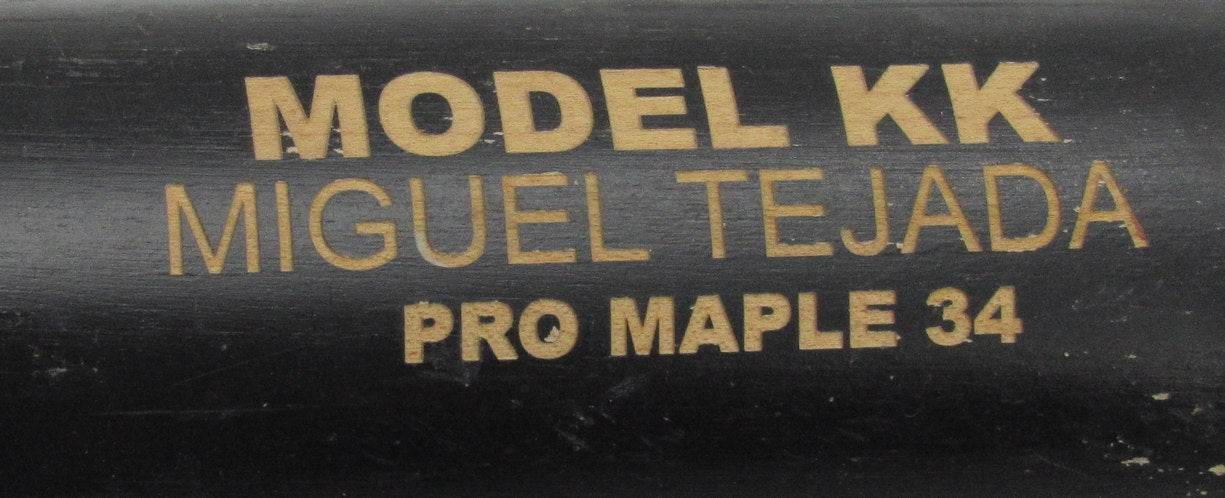 MODEL KK
MIGUEL TEJADA
PRO MAPLE 34